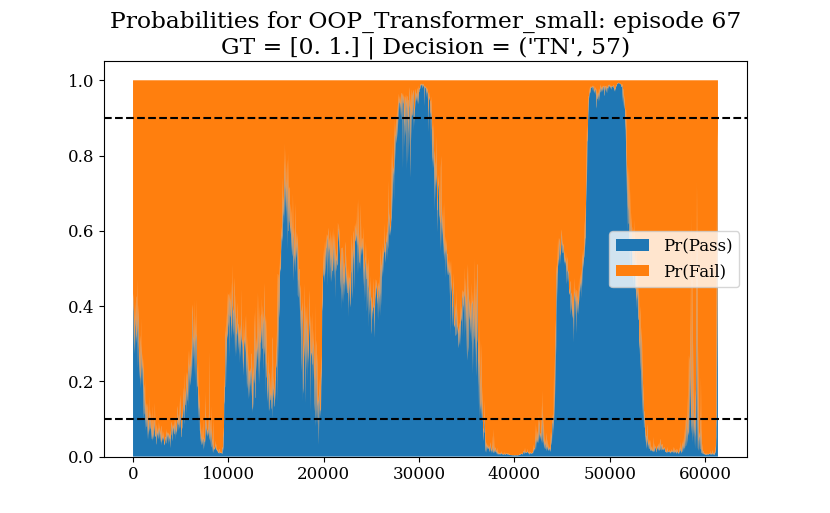 Probabilities for OOP_Transformer_small: episode 67
GT = [0. 1.] | Decision = ('TN', 57)
1.0
0.8
0.6
0.4
0.2
0.0
Pr(Pass)
Pr(Fail)
0 10000 20000 30000 40000 50000 60000